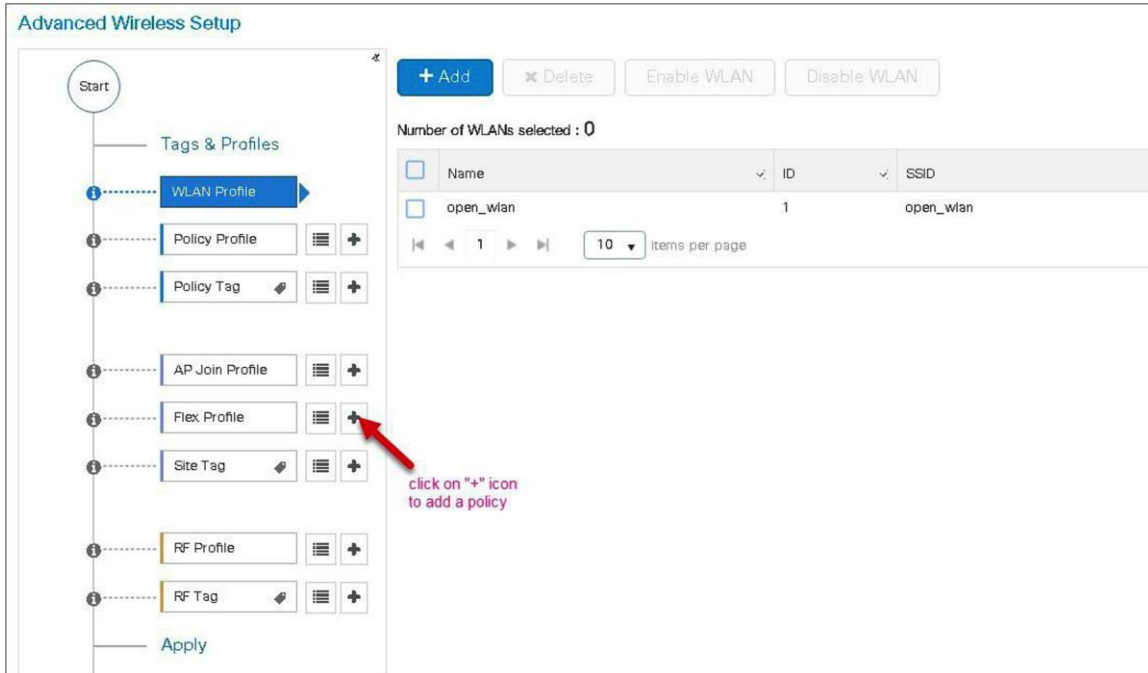 Advanced Wireless Setup
Start
Tags & Profiles
WLAN Profile
Policy Profile
Policy Tag
AP Join Profile
Flex Profile
Site Tag
RF Profile
RF Tag
Apply
+ Add
✖ Delete
Enable WLAN
Disable WLAN
Number of WLANs selected : 0
Name ID SSID
open_wlan 1 open_wlan
1 10 items per page
click on "+" icon
to add a policy